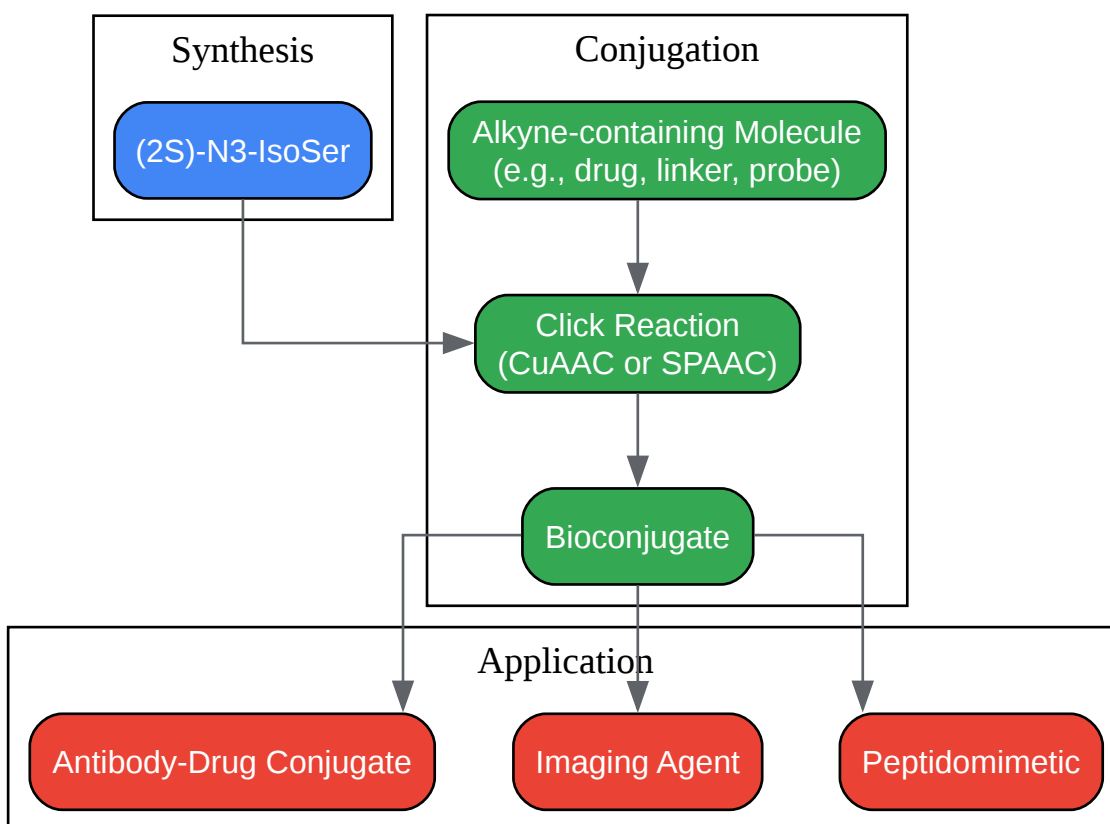 Synthesis
(2S)-N3-IsoSer
Conjugation
Alkyne-containing Molecule
(e.g., drug, linker, probe)
Click Reaction
(CuAAC or SPAAC)
Bioconjugate
Application
Antibody-Drug Conjugate
Imaging Agent
Peptidomimetic